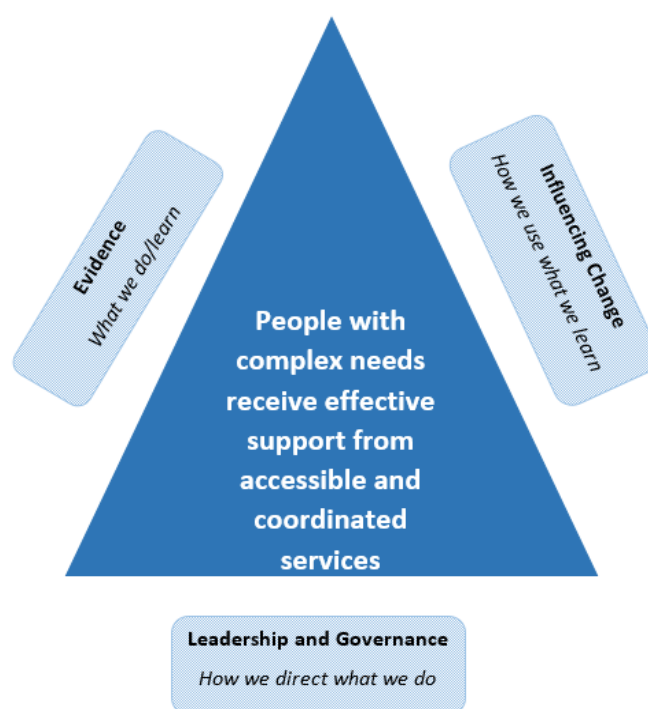 Evidence
What we do/learn
Influencing Change
How we use what we learn
People with
complex needs
receive effective
support from
accessible and
coordinated
services
Leadership and Governance
How we direct what we do